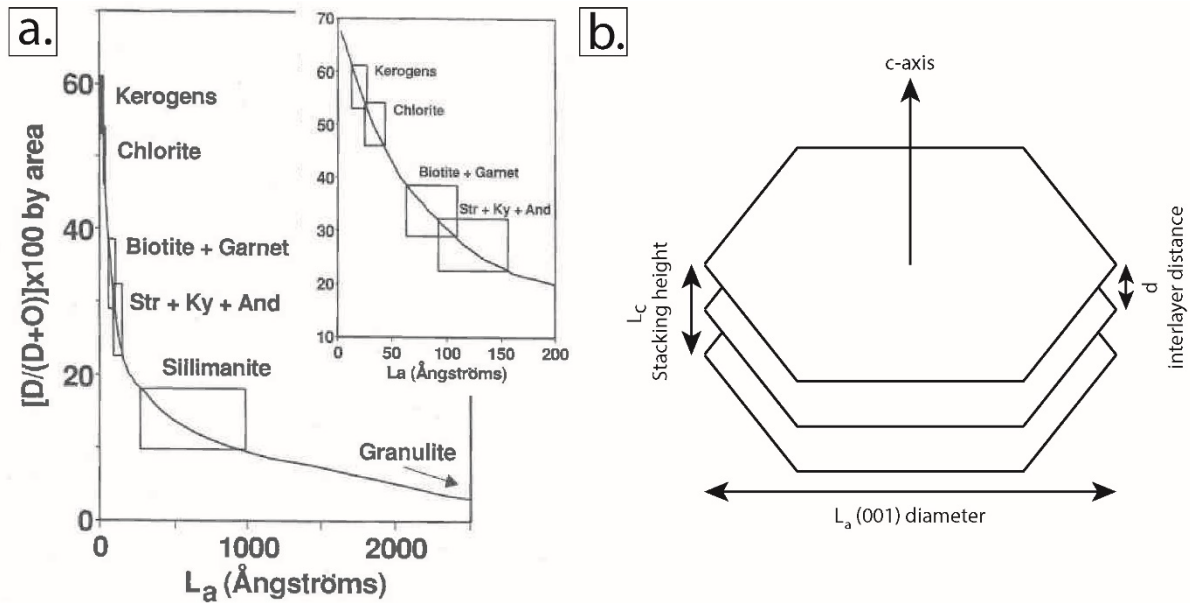 a.
[D/(D+O)]x100 by area
60
40
20
0
Kerogens
Chlorite
Biotite + Garnet
Str + Ky + And
Siilimanite
Granulite
0
1000
2000
La (Ångströms)
70
60
50
40
30
20
10
Kerogens
Chlorite
Biotite + Garnet
Str + Ky + And
0
50
100
150
200
La (Ångströms)
b.
c-axis
Lc
Stacking height
d
interlayer distance
La (001) diameter